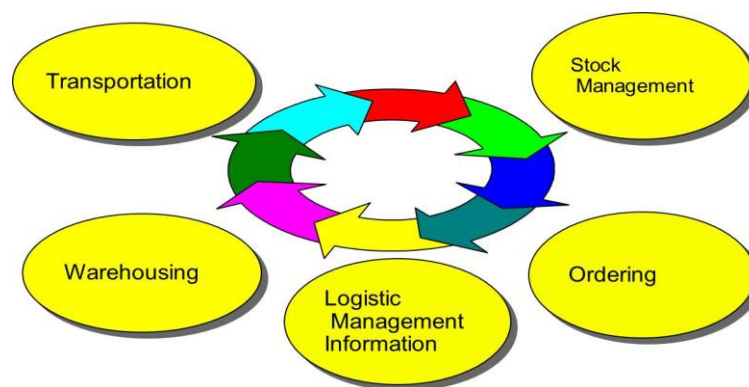 Transportation
Stock
Management
Warehousing
Logistic
Management
Information
Ordering